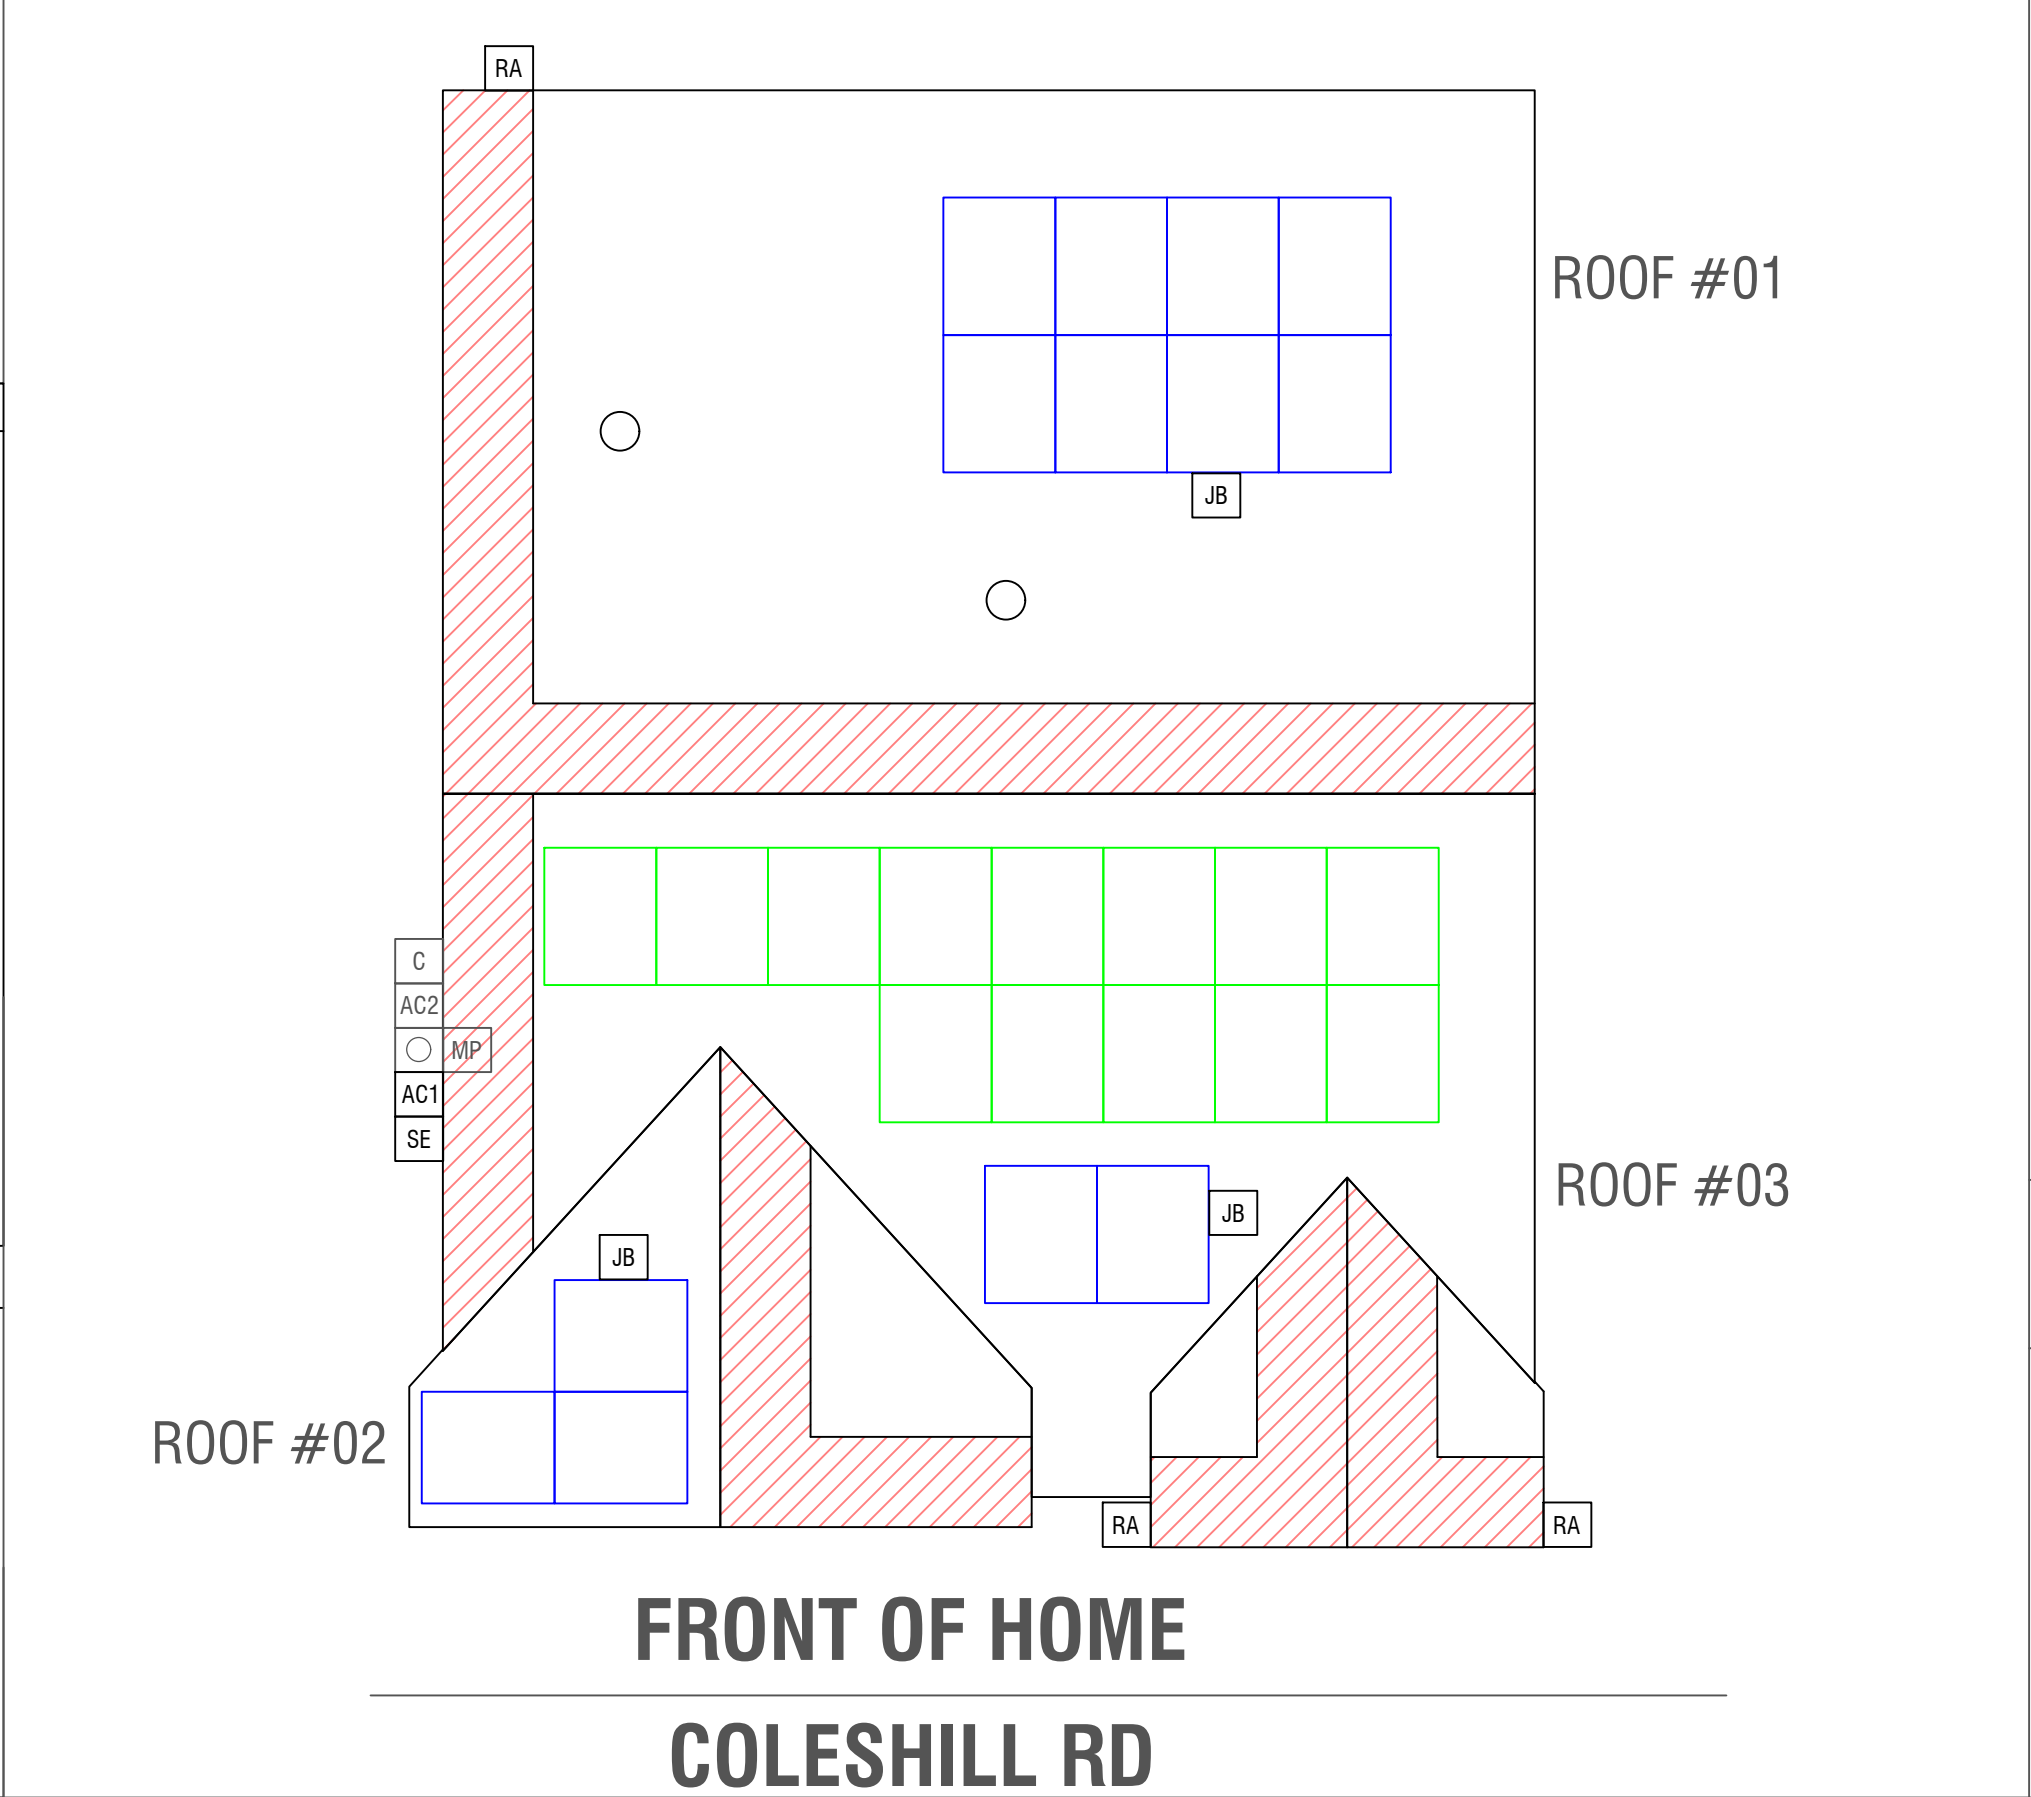 RA
ROOF #01
JB
C
AC2
MP
AC1
SE
ROOF #03
JB
JB
ROOF #02
RA
RA
FRONT OF HOME
COLESHILL RD